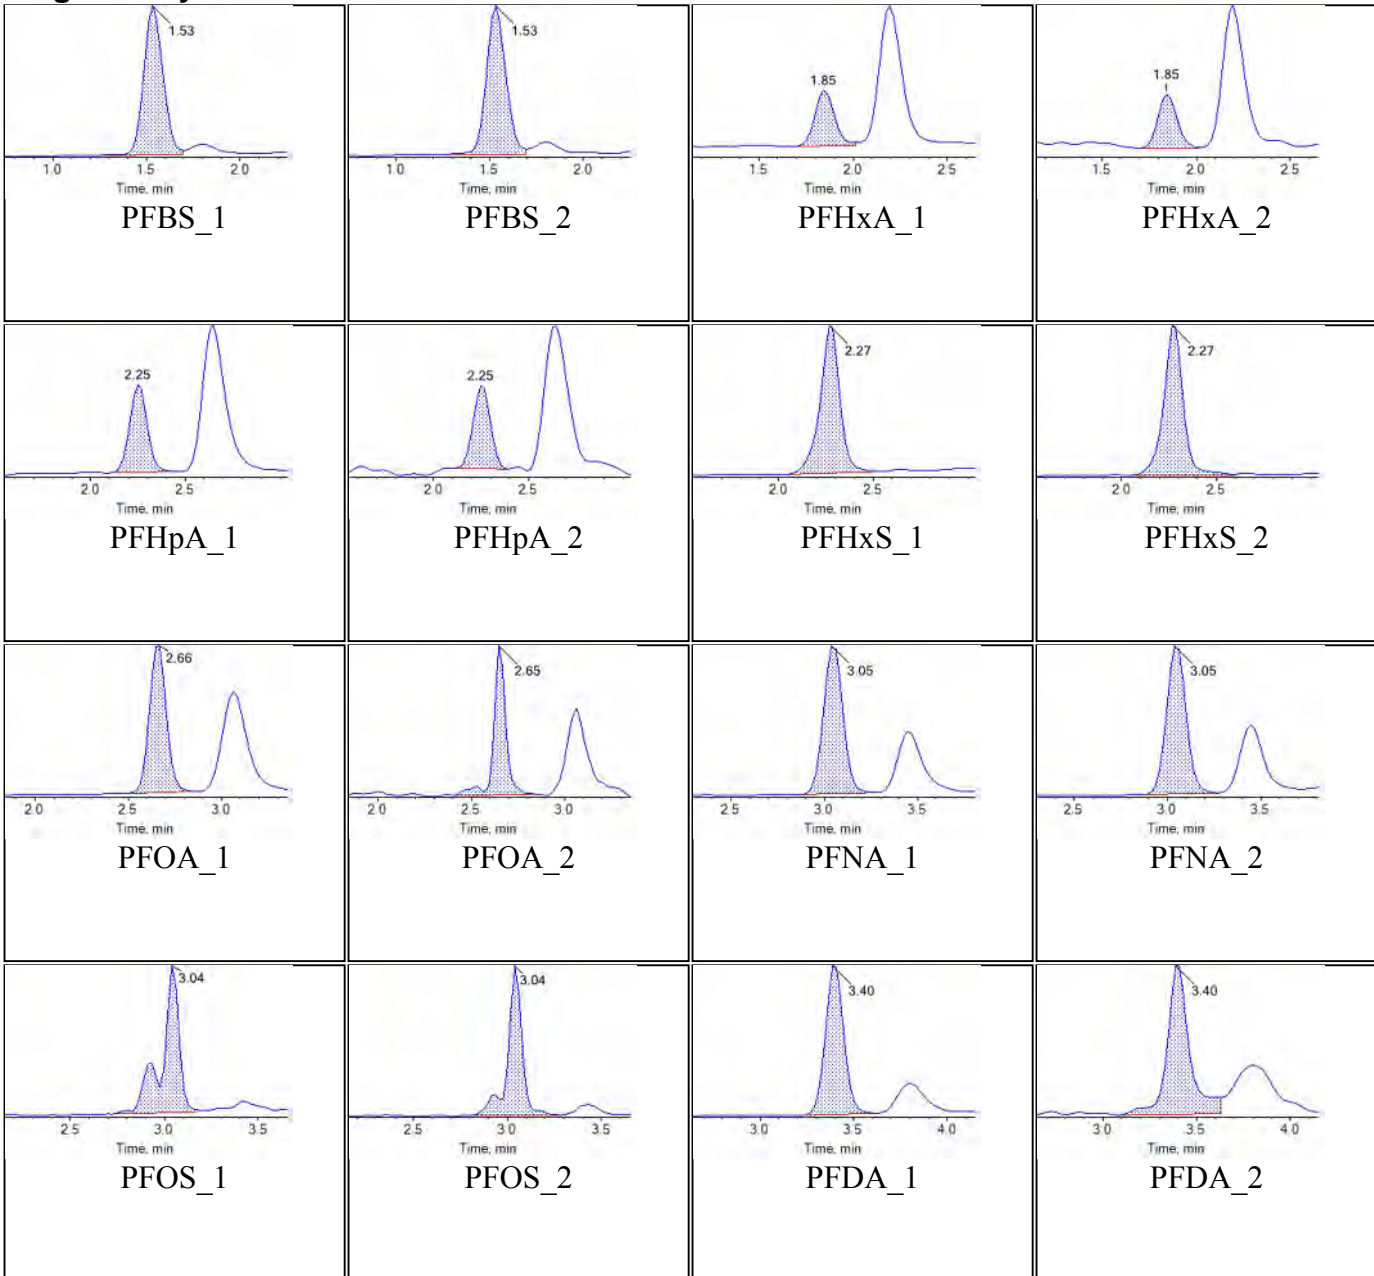 1.53
1.0 1.5 2.0
Time, min
PFBS_1
1.53
1.0 1.5 2.0
Time, min
PFBS_2
1.85
1.5 2.0 2.5
Time, min
PFHxA_1
1.85
1.5 2.0 2.5
Time, min
PFHxA_2
2.25
2.0 2.5
Time, min
PFHpA_1
2.25
2.0 2.5
Time, min
PFHpA_2
2.27
2.0 2.5
Time, min
PFHxS_1
2.27
2.0 2.5
Time, min
PFHxS_2
2.66
2.0 2.5 3.0
Time, min
PFOA_1
2.65
2.0 2.5 3.0
Time, min
PFOA_2
3.05
2.5 3.0 3.5
Time, min
PFNA_1
3.05
2.5 3.0 3.5
Time, min
PFNA_2
3.04
2.5 3.0 3.5
Time, min
PFOS_1
3.04
2.5 3.0 3.5
Time, min
PFOS_2
3.40
3.0 3.5 4.0
Time, min
PFDA_1
3.40
3.0 3.5 4.0
Time, min
PFDA_2